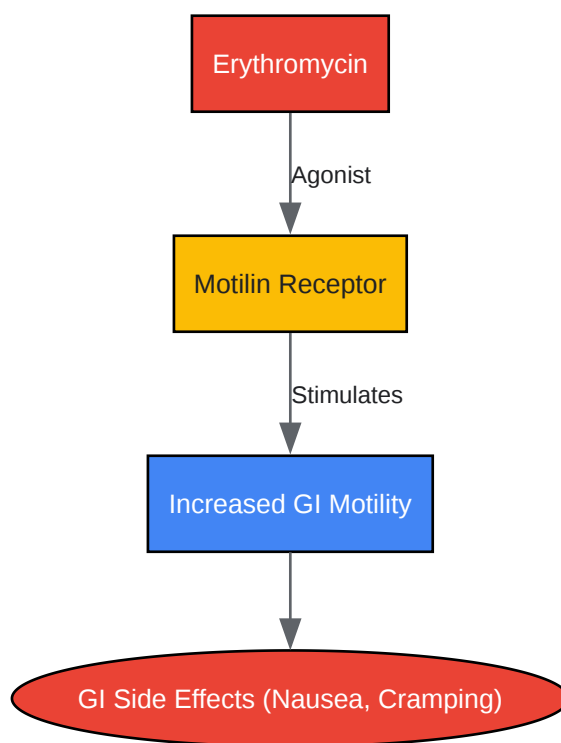 Erythromycin
Agonist
Motilin Receptor
Stimulates
Increased GI Motility
GI Side Effects (Nausea, Cramping)